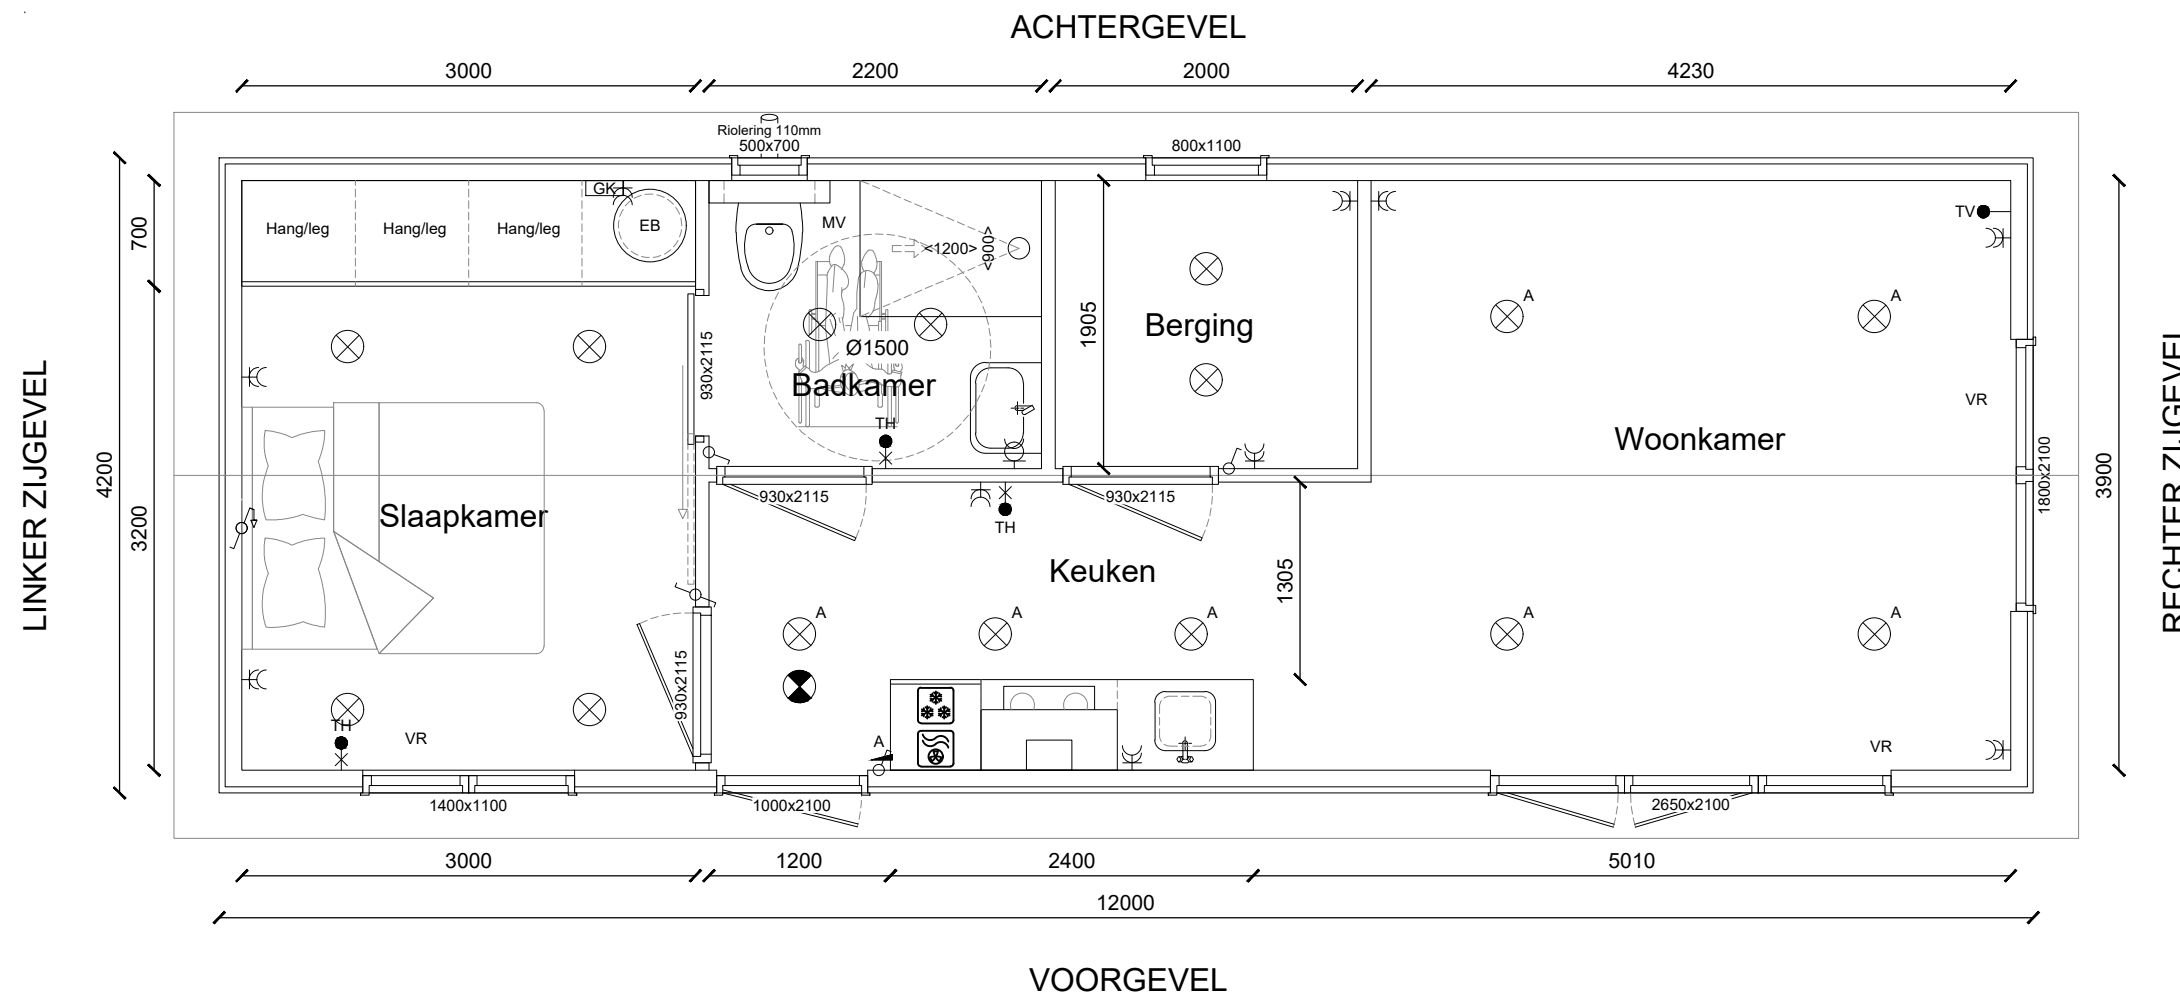 ACHTERGEVEL
3000
2200
2000
4230
Riolering 110mm
500x700
800x1100
GK
Hang/leg
Hang/leg
Hang/leg
EB
MV
<1200>
<900>
TV
700
A
A
Berging
1905
930x2115
Ø1500
Badkamer
TH
VR
Woonkamer
LINKER ZIJGEVEL
4200
3200
Slaapkamer
930x2115
930x2115
TH
1800x2100
3900
Keuken
1305
A
A
A
A
A
930x2115
TH
VR
A
VR
1400x1100
1000x2100
2650x2100
3000
1200
2400
5010
12000
VOORGEVEL
RECHTER ZIJGEVEL